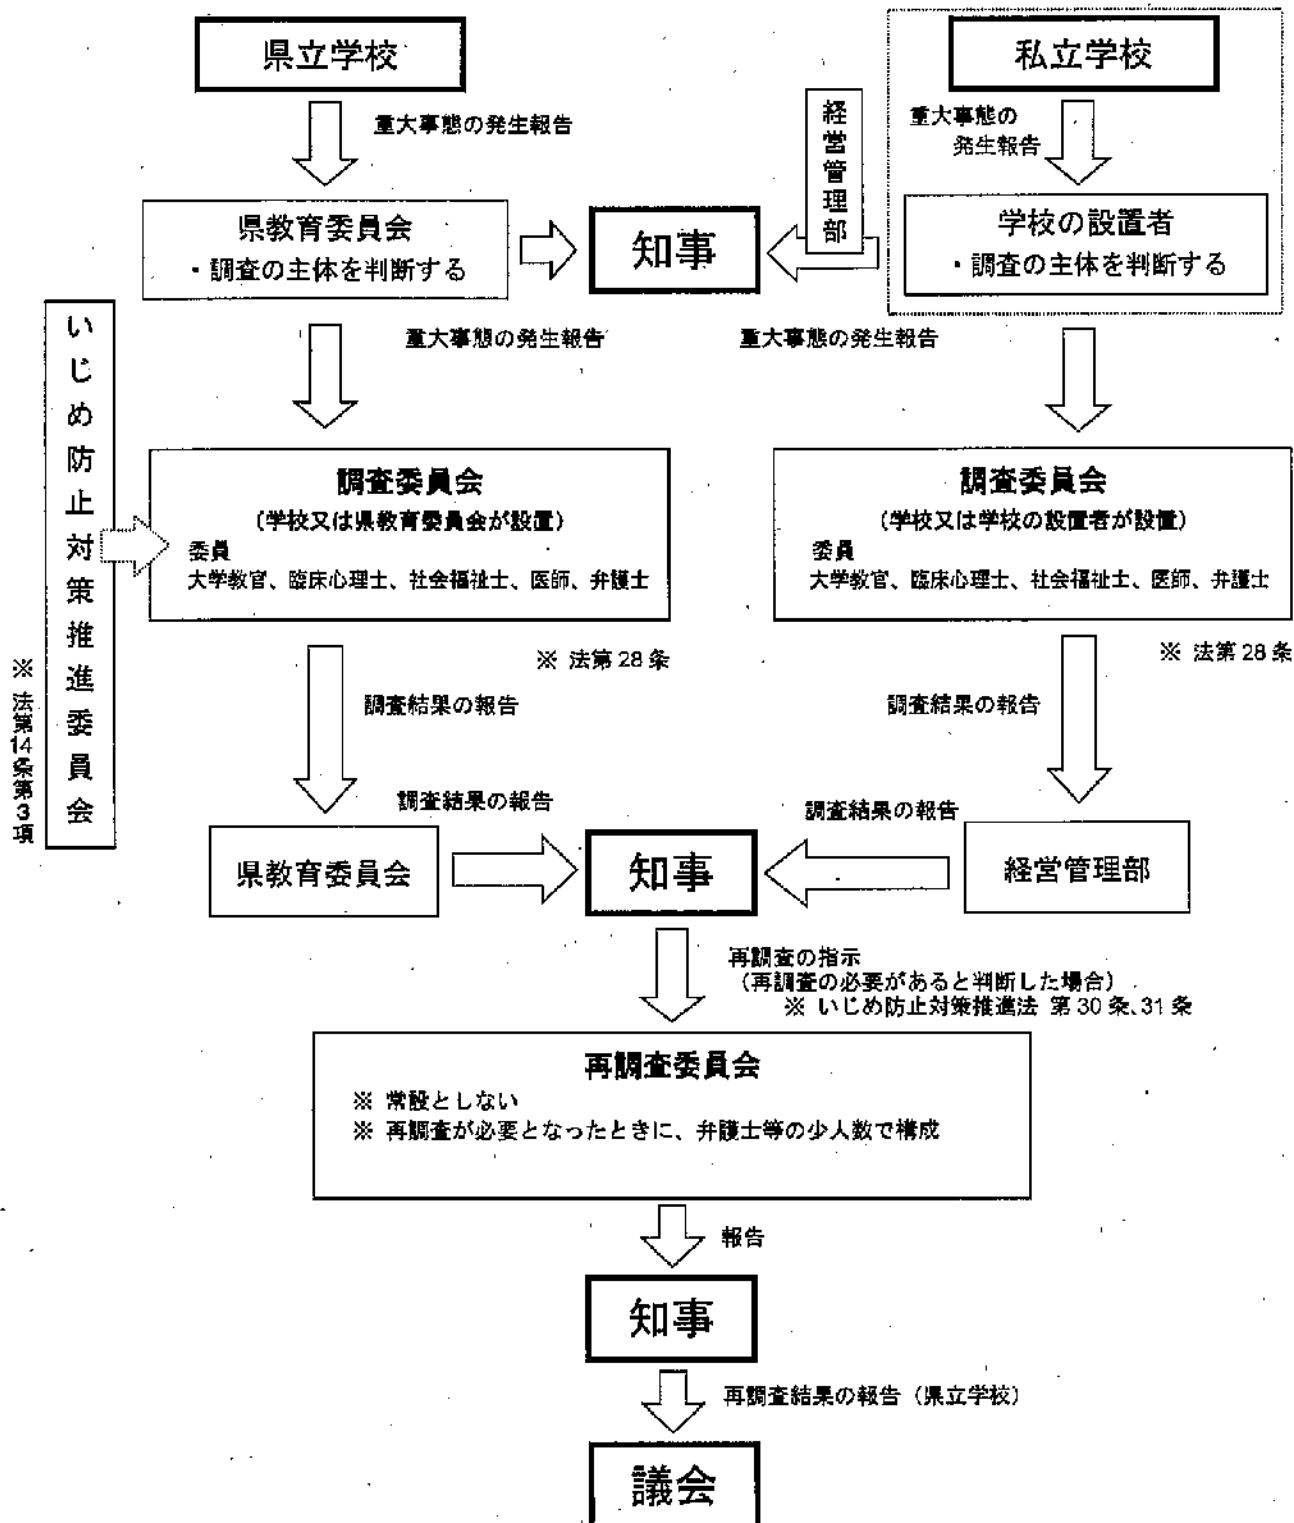 県立学校
私立学校
重大事態の発生報告
経営管理部
重大事態の
発生報告
県教育委員会
・調査の主体を判断する
知事
学校の設置者
・調査の主体を判断する
重大事態の発生報告
重大事態の発生報告
いじめ防止対策推進委員会
※ 法第14条第3項
調査委員会
（学校又は県教育委員会が設置）
委員
大学教官、臨床心理士、社会福祉士、医師、弁護士
※ 法第28条
調査委員会
（学校又は学校の設置者が設置）
委員
大学教官、臨床心理士、社会福祉士、医師、弁護士
※ 法第28条
調査結果の報告
調査結果の報告
調査結果の報告
調査結果の報告
県教育委員会
知事
経営管理部
再調査の指示
（再調査の必要があると判断した場合）
※ いじめ防止対策推進法 第30条、31条
再調査委員会
※ 常設としない
※ 再調査が必要となったときに、弁護士等の少人数で構成
報告
知事
再調査結果の報告（県立学校）
議会